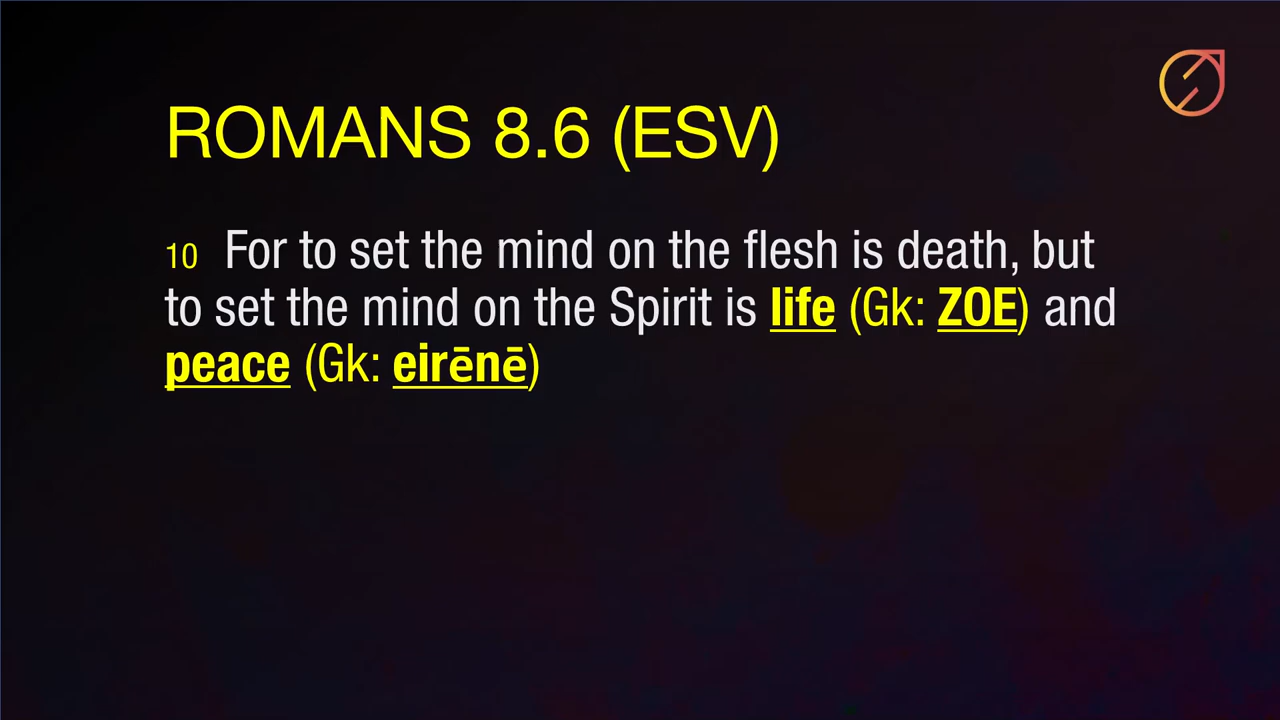 ROMANS 8.6 (ESV)
10 For to set the mind on the flesh is death, but
to set the mind on the Spirit is life (Gk: ZOE) and
peace (Gk: eirēnē)